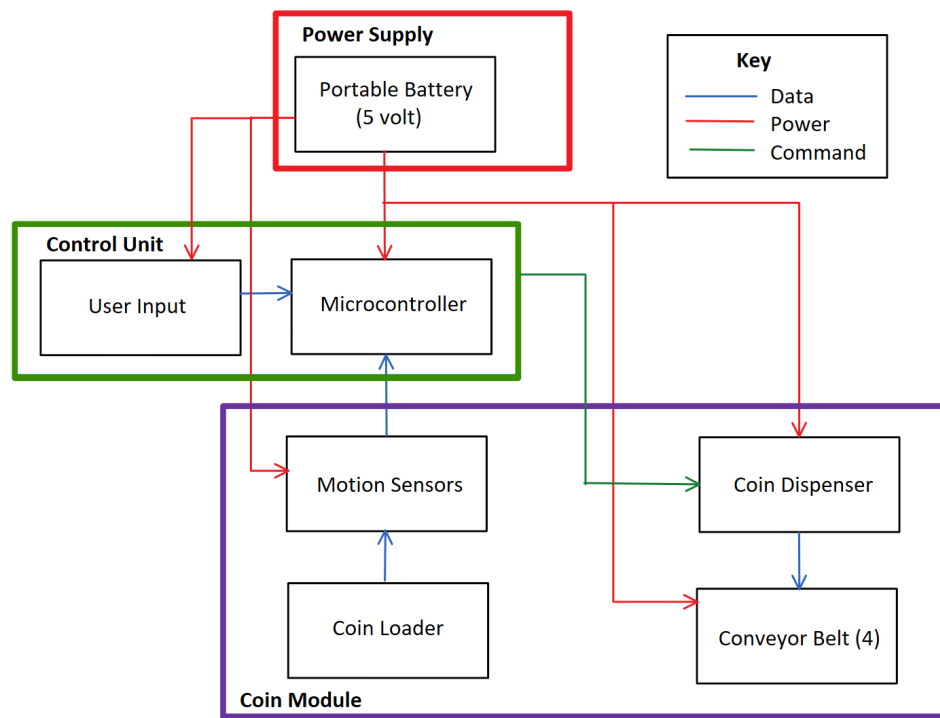 Power Supply
Portable Battery
(5 volt)
Key
Data
Power
Command
Control Unit
User Input
Microcontroller
Motion Sensors
Coin Dispenser
Coin Loader
Conveyor Belt (4)
Coin Module